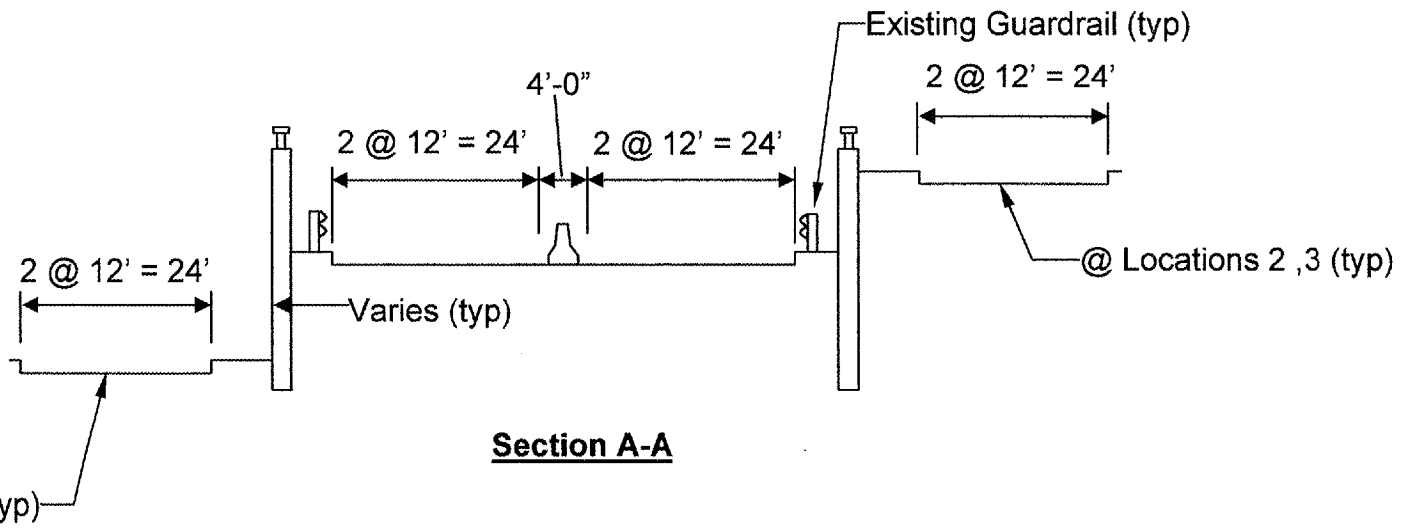 Existing Guardrail (typ)
2 @ 12’ = 24’
4’-0”
2 @ 12’ = 24’
2 @ 12’ = 24’
@ Locations 2 ,3 (typ)
2 @ 12’ = 24’
Varies (typ)
Section A-A
yp)